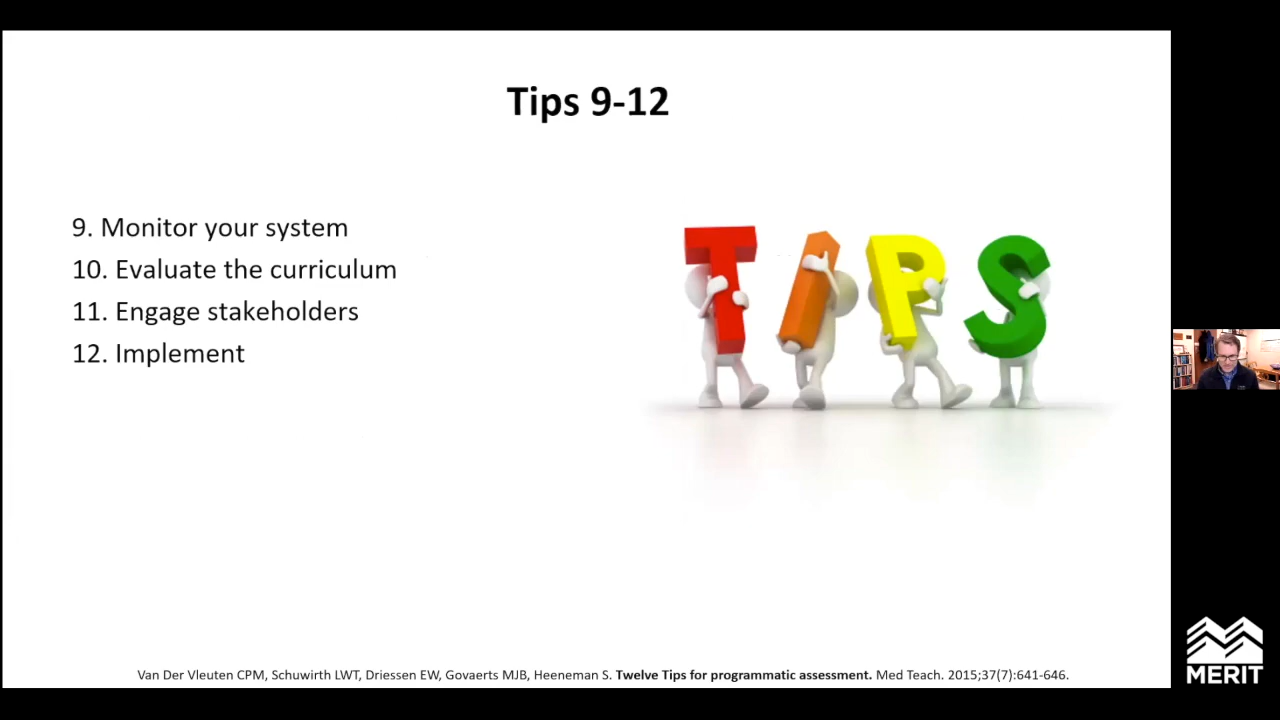 Tips 9-12
9. Monitor your system
10. Evaluate the curriculum
11. Engage stakeholders
12. Implement
TIPS
Van Der Vleuten CPM, Schuwirth LWT, Driessen EW, Govaerts MJB, Heeneman S. Twelve Tips for programmatic assessment. Med Teach. 2015;37(7):641-646.
MERIT